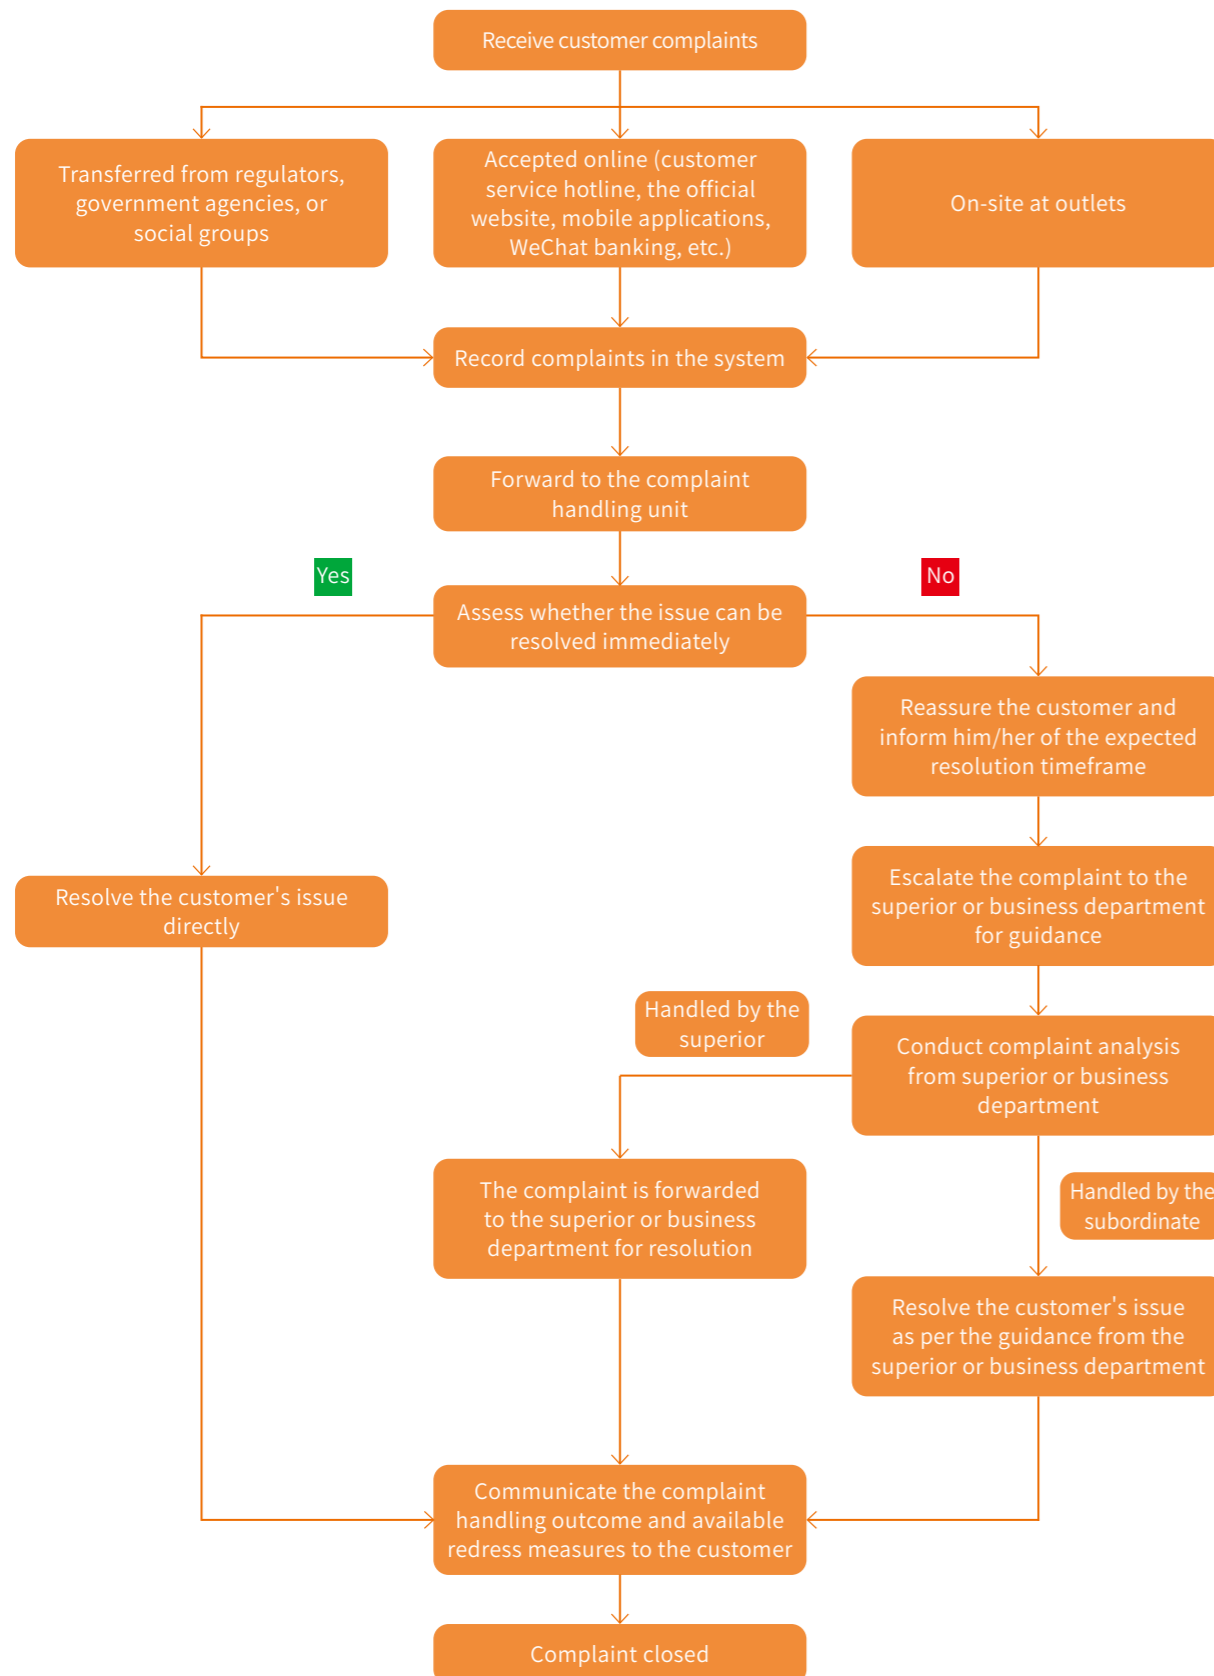 Receive customer complaints
Transferred from regulators,
government agencies, or
social groups
Accepted online (customer
service hotline, the official
website, mobile applications,
WeChat banking, etc.)
On-site at outlets
Record complaints in the system
Forward to the complaint
handling unit
Yes
No
Assess whether the issue can be
resolved immediately
Reassure the customer and
inform him/her of the expected
resolution timeframe
Resolve the customer's issue
directly
Escalate the complaint to the
superior or business department
for guidance
Handled by the
superior
Conduct complaint analysis
from superior or business
department
The complaint is forwarded
to the superior or business
department for resolution
Handled by the
subordinate
Resolve the customer's issue
as per the guidance from the
superior or business department
Communicate the complaint
handling outcome and available
redress measures to the customer
Complaint closed